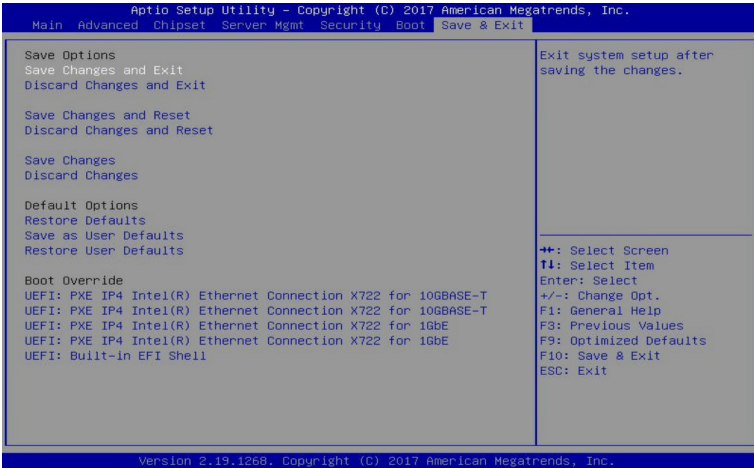 Aptio Setup Utility – Copyright (C) 2017 American Megatrends, Inc.
Main Advanced Chipset Server Mgmt Security Boot Save & Exit
Save Options
Save Changes and Exit
Discard Changes and Exit
Save Changes and Reset
Discard Changes and Reset
Save Changes
Discard Changes
Default Options
Restore Defaults
Save as User Defaults
Restore User Defaults
Boot Override
UEFI: PXE IP4 Intel(R) Ethernet Connection X722 for 10GBASE-T
UEFI: PXE IP4 Intel(R) Ethernet Connection X722 for 10GBASE-T
UEFI: PXE IP4 Intel(R) Ethernet Connection X722 for 1GbE
UEFI: PXE IP4 Intel(R) Ethernet Connection X722 for 1GbE
UEFI: Built-in EFI Shell
Exit system setup after
saving the changes.
→←: Select Screen
↑↓: Select Item
Enter: Select
+/-: Change Opt.
F1: General Help
F3: Previous Values
F9: Optimized Defaults
F10: Save & Exit
ESC: Exit
Version 2.19.1268. Copyright (C) 2017 American Megatrends, Inc.